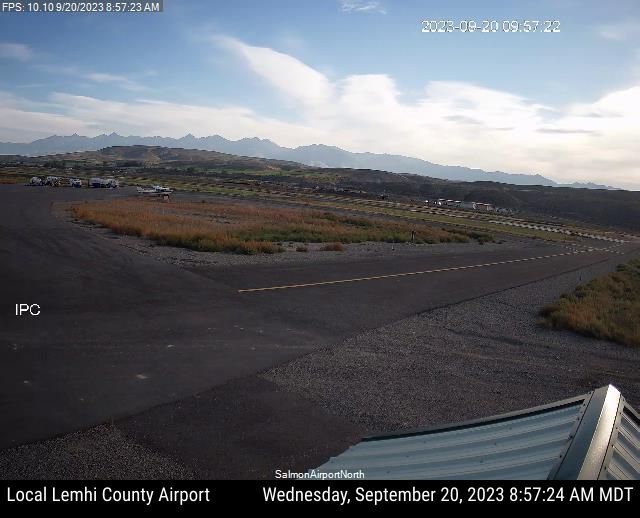 FPS: 10.10 9/20/2023 8:57:23 AM
2023-09-20 09:57:22
IPC
SalmonAirportNorth
Local Lemhi County Airport Wednesday, September 20, 2023 8:57:24 AM MDT